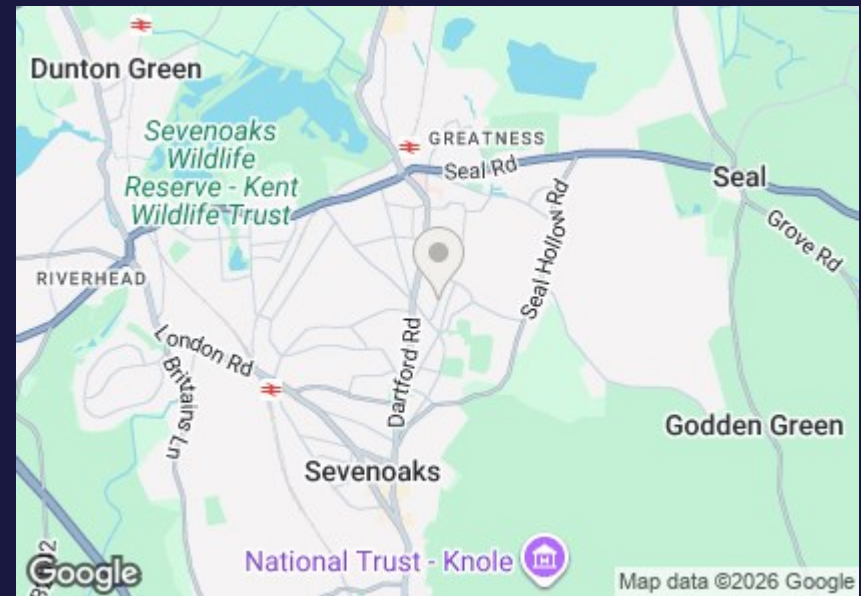 Dunton Green
Sevenoaks
Wildlife
Reserve - Kent
Wildlife Trust
GREATNESS
Seal Rd
Seal
Grove Rd
Seal Hollow Rd
RIVERHEAD
London Rd
Brittains Ln
Dartford Rd
Godden Green
Sevenoaks
National Trust - Knole
Google
Map data ©2026 Google